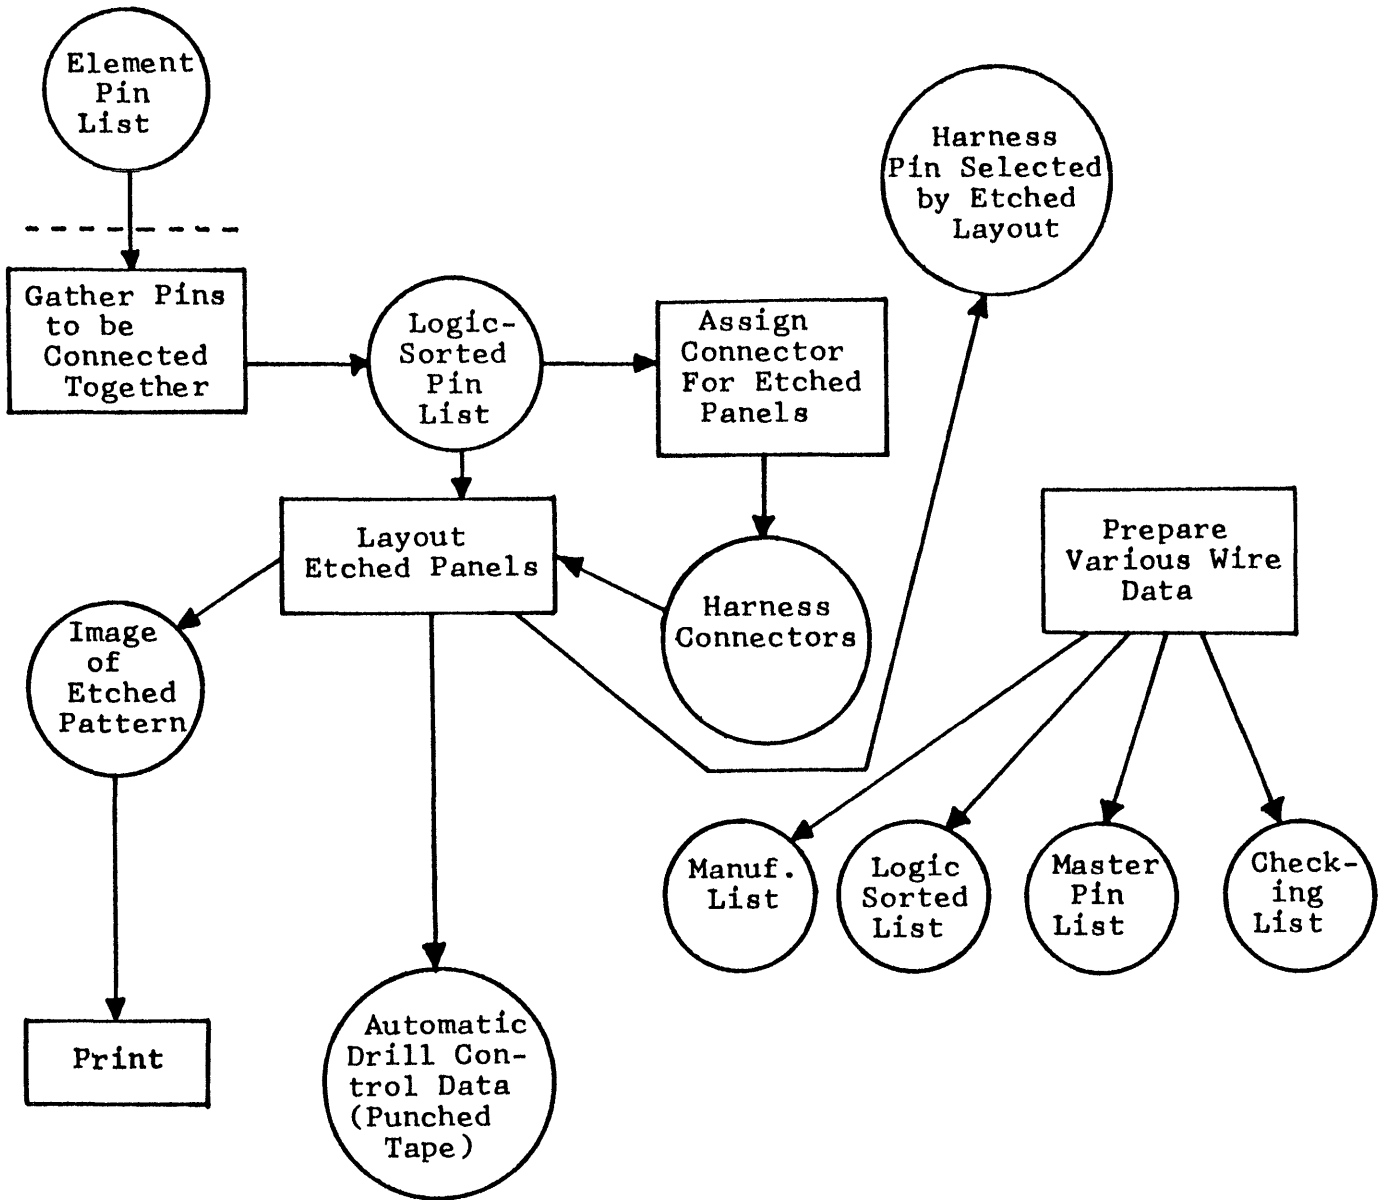 Element
Pin
List
Harness
Pin Selected
by Etched
Layout
Gather Pins
to be
Connected
Together
Logic-
Sorted
Pin
List
Assign
Connector
For Etched
Panels
Layout
Etched Panels
Harness
Connectors
Prepare
Various Wire
Data
Image
of
Etched
Pattern
Manuf.
List
Logic
Sorted
List
Master
Pin
List
Check-
ing
List
Print
Automatic
Drill Con-
trol Data
(Punched
Tape)